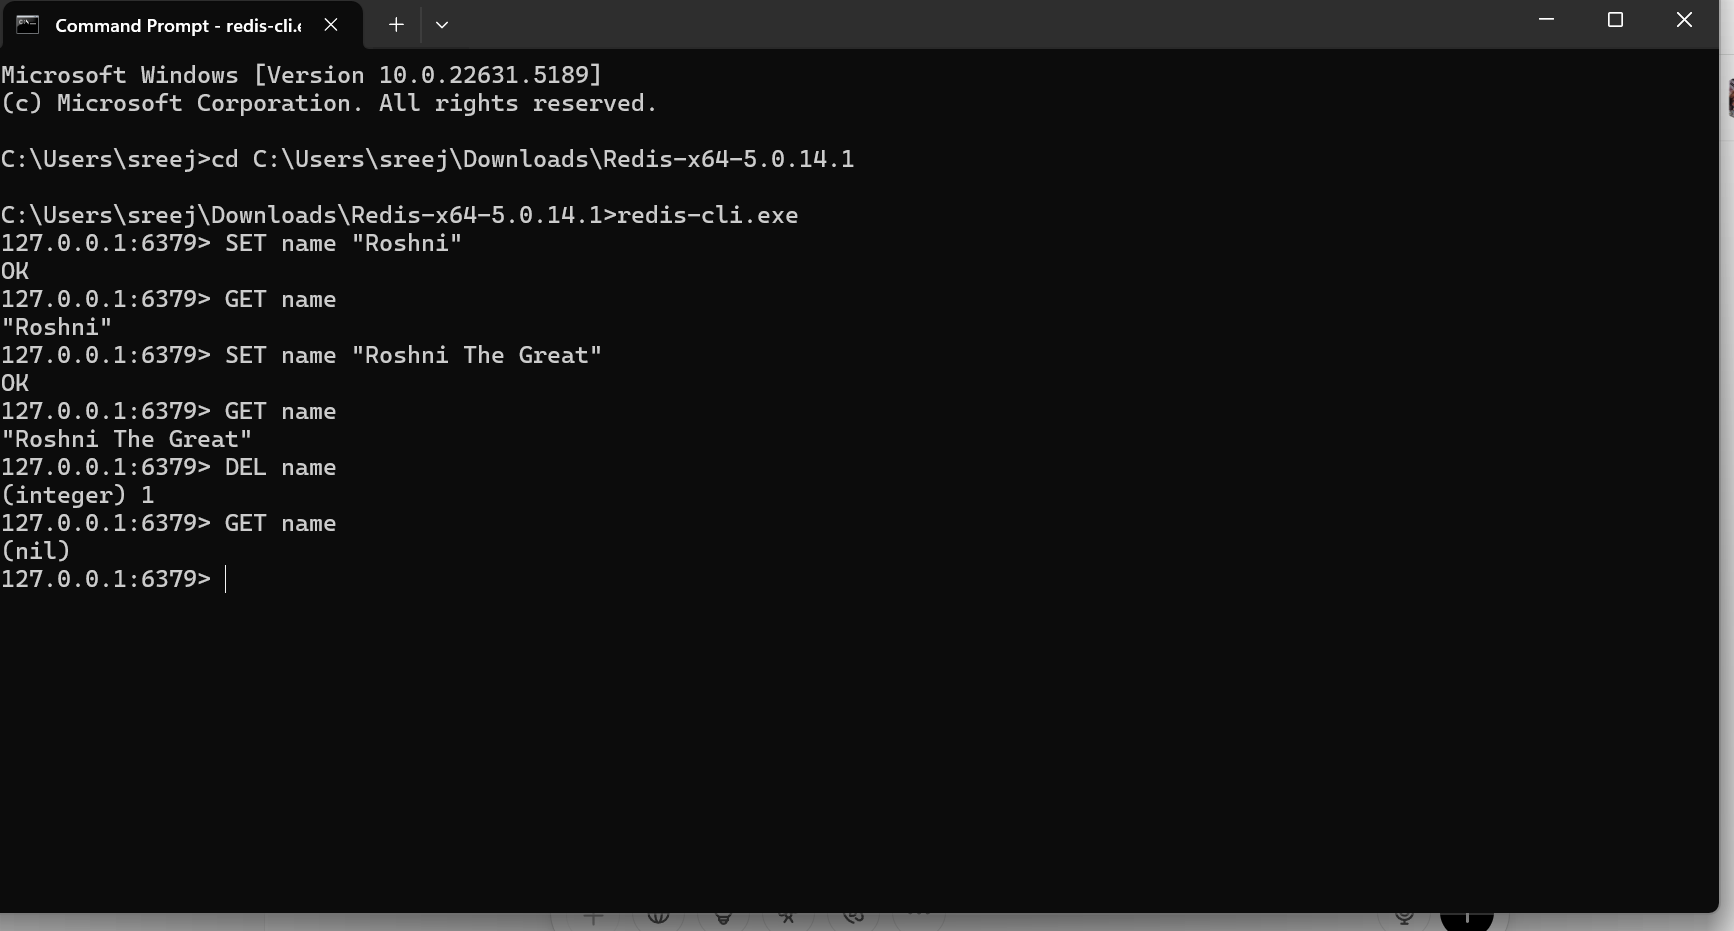 Command Prompt - redis-cli.e
Microsoft Windows [Version 10.0.22631.5189]
(c) Microsoft Corporation. All rights reserved.
C:\Users\sreej>cd C:\Users\sreej\Downloads\Redis-x64-5.0.14.1
C:\Users\sreej\Downloads\Redis-x64-5.0.14.1>redis-cli.exe
127.0.0.1:6379> SET name "Roshni"
OK
127.0.0.1:6379> GET name
"Roshni"
127.0.0.1:6379> SET name "Roshni The Great"
OK
127.0.0.1:6379> GET name
"Roshni The Great"
127.0.0.1:6379> DEL name
(integer) 1
127.0.0.1:6379> GET name
(nil)
127.0.0.1:6379>